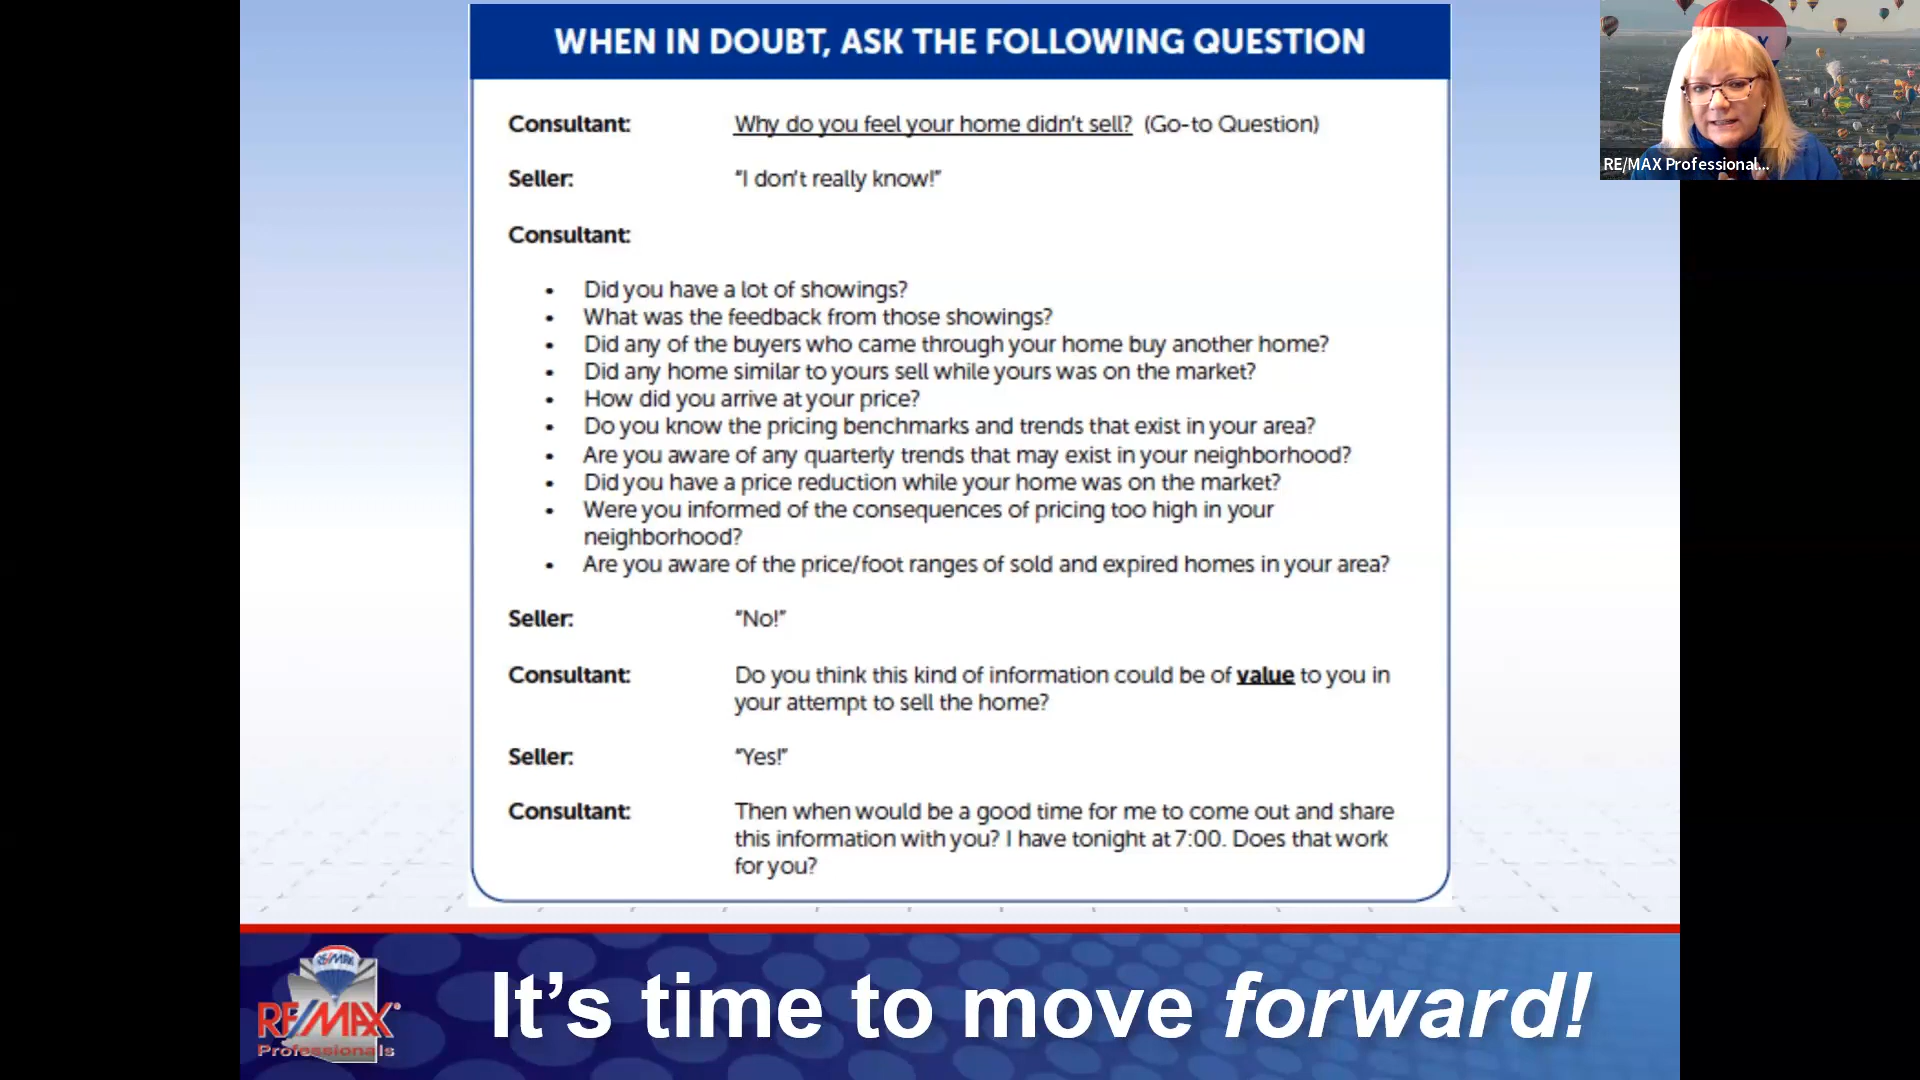 WHEN IN DOUBT, ASK THE FOLLOWING QUESTION
Consultant: Why do you feel your home didn't sell? (Go-to Question)
Seller: "I don't really know!"
Consultant:
• Did you have a lot of showings?
• What was the feedback from those showings?
• Did any of the buyers who came through your home buy another home?
• Did any home similar to yours sell while yours was on the market?
• How did you arrive at your price?
• Do you know the pricing benchmarks and trends that exist in your area?
• Are you aware of any quarterly trends that may exist in your neighborhood?
• Did you have a price reduction while your home was on the market?
• Were you informed of the consequences of pricing too high in your
neighborhood?
• Are you aware of the price/foot ranges of sold and expired homes in your area?
Seller: "No!"
Consultant: Do you think this kind of information could be of value to you in
your attempt to sell the home?
Seller: "Yes!"
Consultant: Then when would be a good time for me to come out and share
this information with you? I have tonight at 7:00. Does that work
for you?
RE/MAX Professional...
RE/MAX
RE/MAX
Professionals
It's time to move forward!